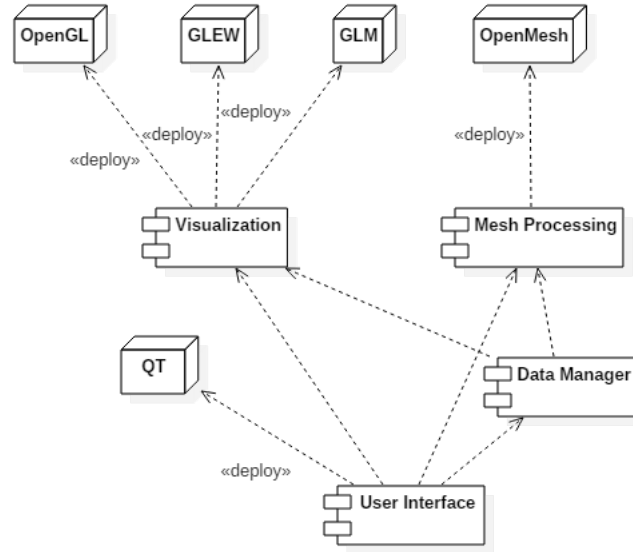 OpenGL
GLEW
GLM
OpenMesh
«deploy»
«deploy»
«deploy»
«deploy»
Visualization
Mesh Processing
QT
Data Manager
«deploy»
User Interface